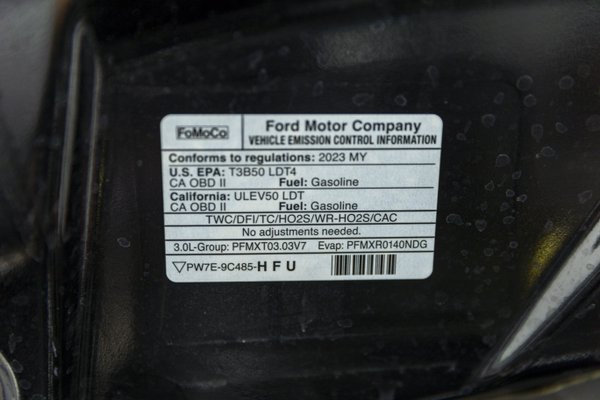 FoMoCo
Ford Motor Company
VEHICLE EMISSION CONTROL INFORMATION
Conforms to regulations: 2023 MY
U.S. EPA: T3B50 LDT4
CA OBD II Fuel: Gasoline
California: ULEV50 LDT
CA OBD II Fuel: Gasoline
TWC/DFI/TC/HO2S/WR-HO2S/CAC
No adjustments needed.
3.0L-Group: PFMXT03.03V7 Evap: PFMXR0140NDG
PW7E-9C485-HFU